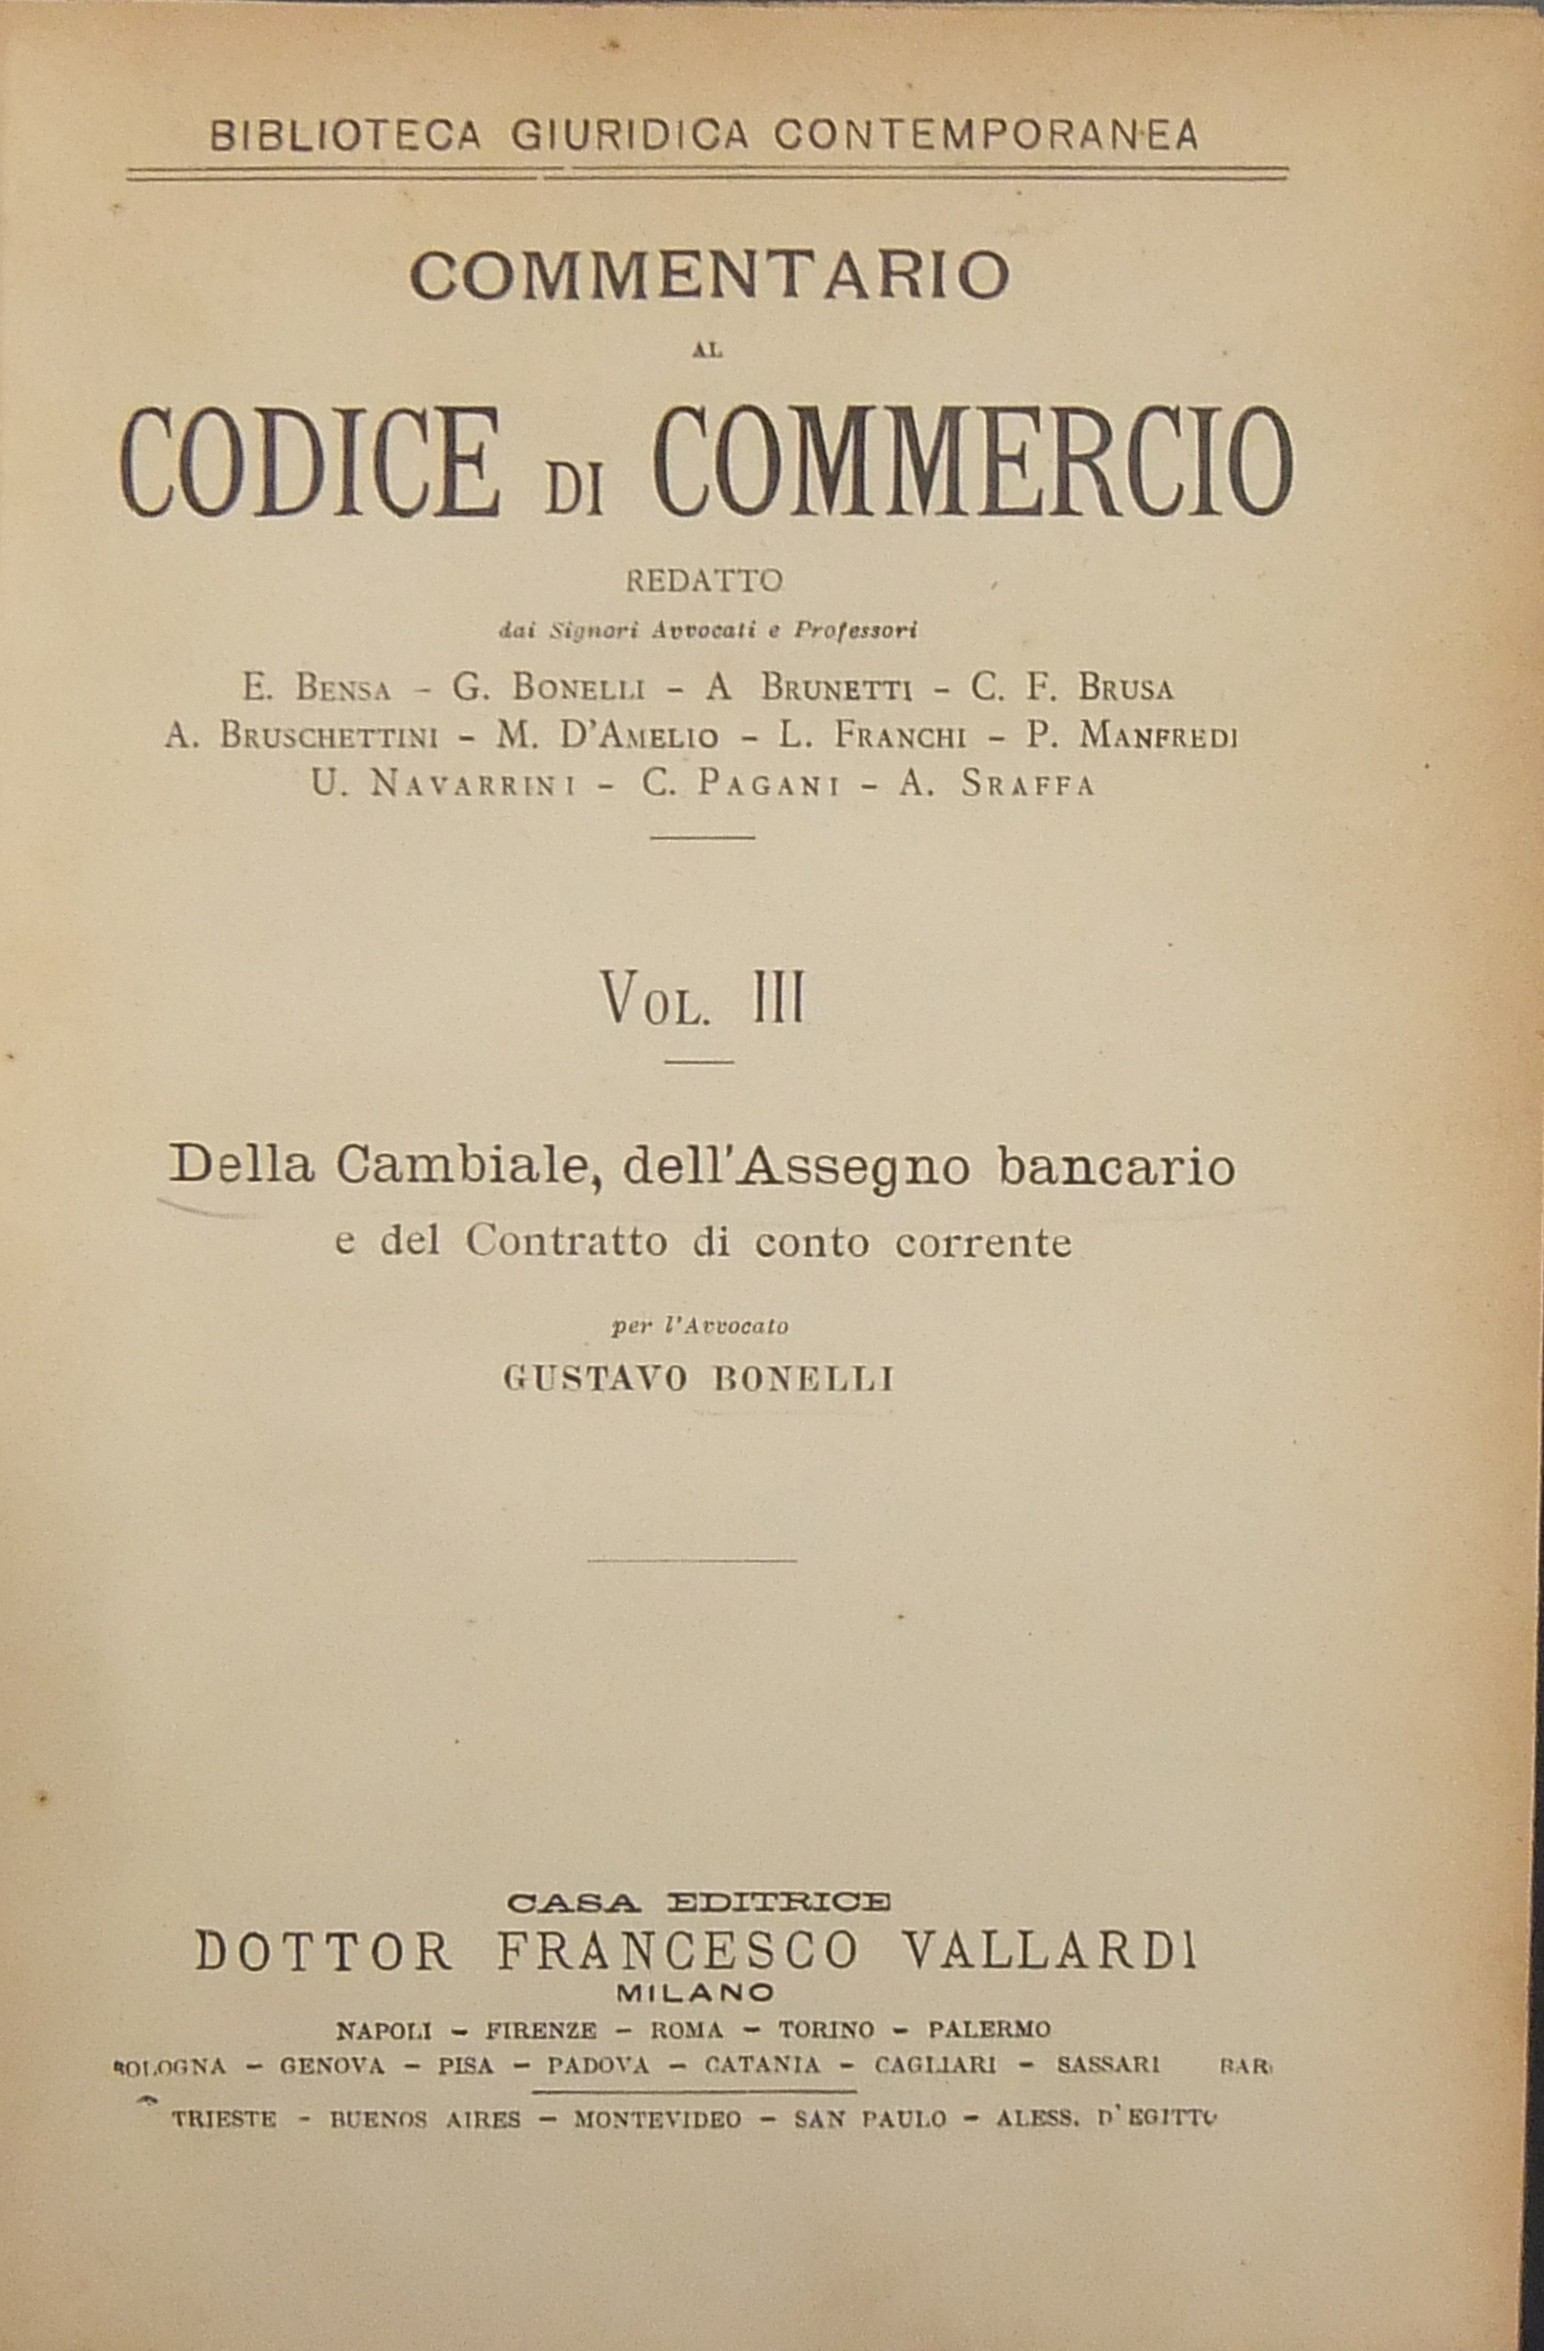 BIBLIOTECA GIURIDICA CONTEMPORANEA
COMMENTARIO
AL
CODICE DI COMMERCIO
REDATTO
dai Signori Avvocati e Professori
E. BENSA - G. BONELLI - A BRUNETTI - C. F. BRUSA
A. BRUSCHETTINI - M. D'AMELIO - L. FRANCHI - P. MANFREDI
U. NAVARRINI - C. PAGANI - A. SRAFFA
VOL. III
Della Cambiale, dell'Assegno bancario
e del Contratto di conto corrente
per l'Avvocato
GUSTAVO BONELLI
CASA EDITRICE
DOTTOR FRANCESCO VALLARDI
MILANO
NAPOLI - FIRENZE - ROMA - TORINO - PALERMO
BOLOGNA - GENOVA - PISA - PADOVA - CATANIA - CAGLIARI - SASSARI BARI
TRIESTE - BUENOS AIRES - MONTEVIDEO - SAN PAULO - ALESS. D'EGITTO